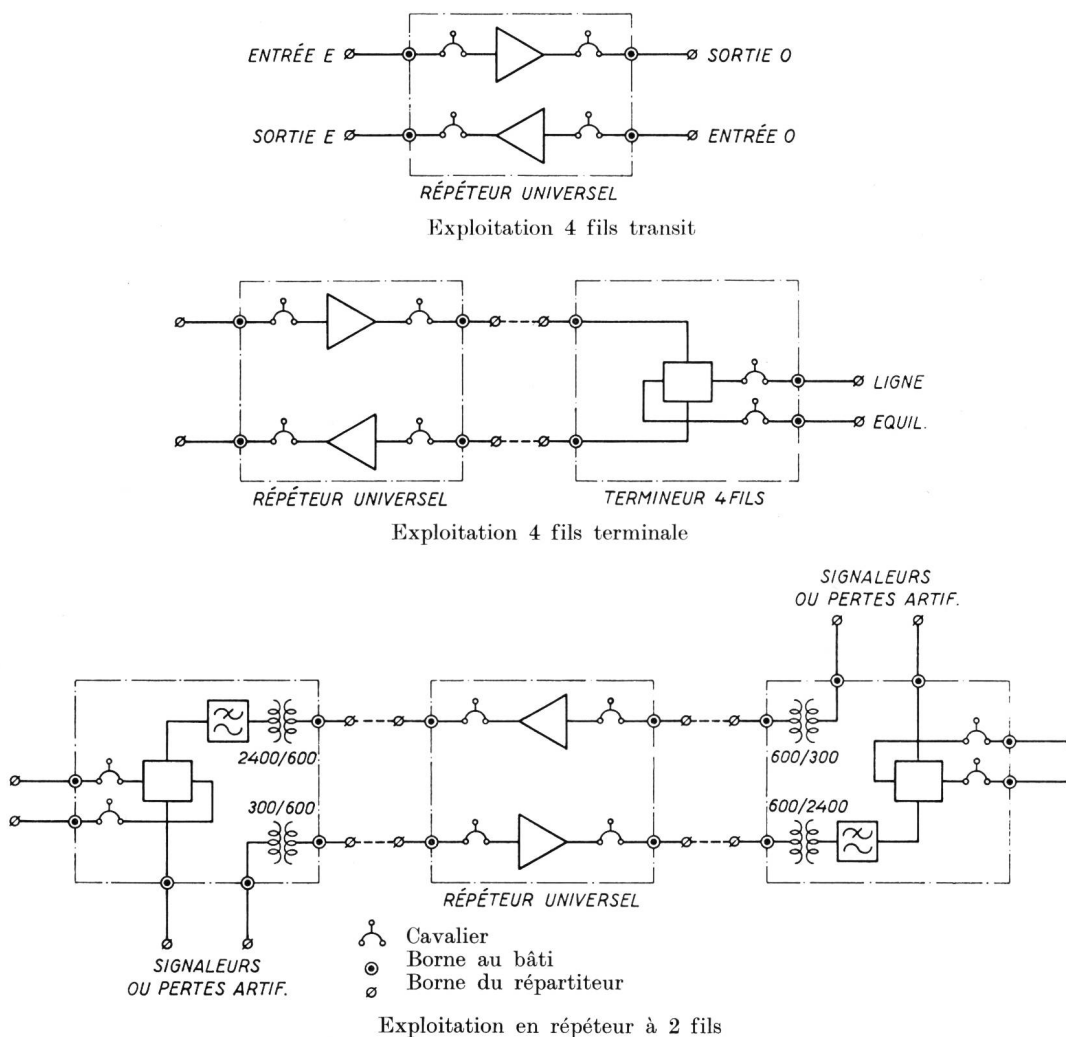 ENTRÉE E
SORTIE O
SORTIE E
ENTRÉE O
RÉPÉTEUR UNIVERSEL
Exploitation 4 fils transit
LIGNE
EQUIL.
RÉPÉTEUR UNIVERSEL
TERMINEUR 4 FILS
Exploitation 4 fils terminale
SIGNALEURS
OU PERTES ARTIF.
2400/600
600/300
300/600
600/2400
RÉPÉTEUR UNIVERSEL
SIGNALEURS
OU PERTES ARTIF.
Cavalier
Borne au bâti
Borne du répartiteur
Exploitation en répéteur à 2 fils